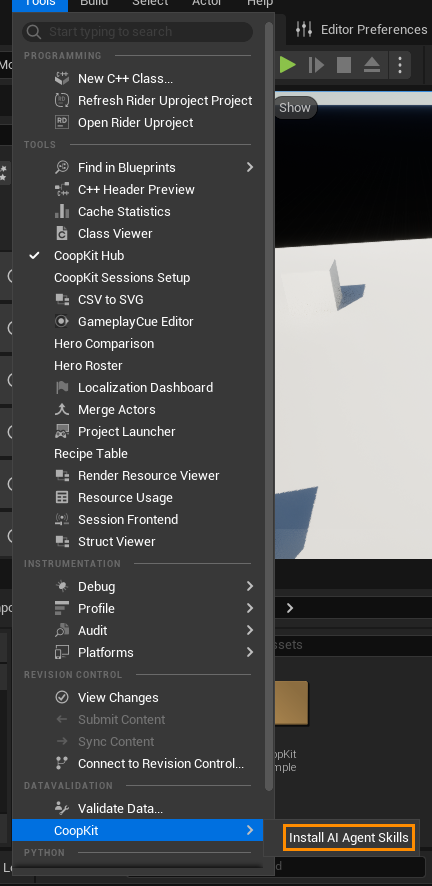 Tools
Build
Select
Actor
Help
Start typing to search
Editor Preferences
PROGRAMMING
New C++ Class...
Refresh Rider Uproject Project
Open Rider Uproject
Show
TOOLS
Find in Blueprints
C++ Header Preview
Cache Statistics
Class Viewer
CoopKit Hub
CoopKit Sessions Setup
CSV to SVG
GameplayCue Editor
Hero Comparison
Hero Roster
Localization Dashboard
Merge Actors
Project Launcher
Recipe Table
Render Resource Viewer
Resource Usage
Session Frontend
Struct Viewer
INSTRUMENTATION
Debug
Profile
Audit
Platforms
REVISION CONTROL
View Changes
Submit Content
Sync Content
Connect to Revision Control...
DATAVALIDATION
Validate Data...
CoopKit
Install AI Agent Skills
PYTHON